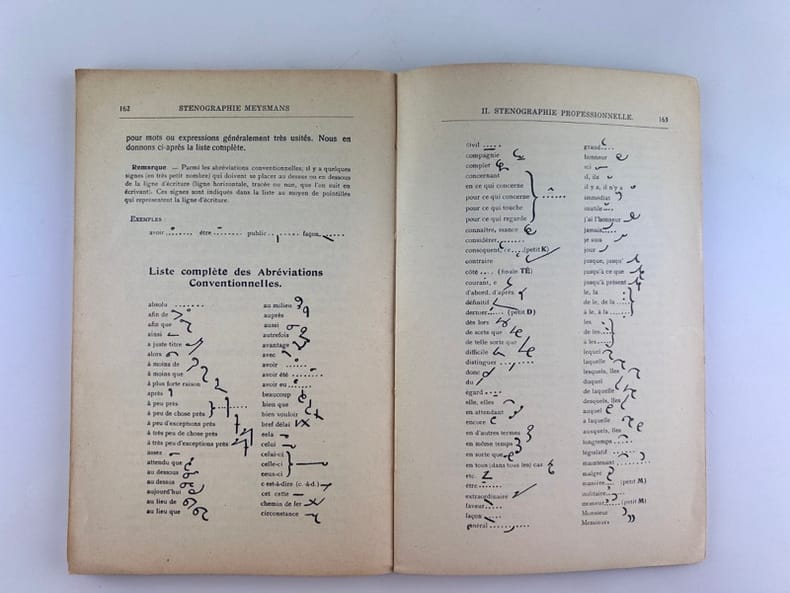 162 STENOGRAPHIE MEYSMANS
pour mots ou expressions généralement très usités. Nous en
donnons ci-après la liste complète.
Remarque — Parmi les abréviations conventionnelles, il y a quelques
signes (en très petit nombre) qui doivent se placer au dessus ou en dessous
de la ligne d'écriture (ligne horizontale, tracée ou non, que l'on suit en
écrivant). Ces signes sont indiqués dans la liste au moyen de pointillés
qui représentent la ligne d'écriture.
EXEMPLES :
avoir être public façon
Liste complète des Abréviations
Conventionnelles.
absolu
afin de
afin que
ainsi
a juste titre
alors
à moins de
à moins que
à plus forte raison
après
à peu près
à peu de chose près
à peu d'exceptions près
à très peu de chose près
à très peu d'exceptions près
assez
attendu que
au dessous
au dessus
aujourd'hui
au lieu de
au lieu que
au milieu
auprès
aussi
autrefois
avantage
avec
avoir
avoir été
avoir eu
beaucoup
bien que
bien vouloir
bref délai
cela
celui
celui-ci
celle-ci
ceux-ci
c'est-à-dire (c.-à-d.)
cet cette
chemin de fer
circonstance
II. STENOGRAPHIE PROFESSIONNELLE. 163
civil
compagnie
complet
concernant
en ce qui concerne
pour ce qui concerne
pour ce qui touche
pour ce qui regarde
connaître, ssance
considérer
conséquent, ce (petit K)
contraire
côté (finale TÉ)
courant, e
d'abord, d'après
définitif
dernier (petit D)
dès lors
de sorte que
de telle sorte que
difficile
distinguer
donc
du
égard
elle, elles
en attendant
encore
en d'autres termes
en même temps
en sorte que
en tous (dans tous) cas
etc.
être
extraordinaire
faveur
façon
général
grand
honneur
ici
il, ils
il y a, il n'y a
immédiat
inutile
j'ai l'honneur
jamais
je suis
jour
jusque, jusqu'
jusqu'à ce que
jusqu'à présent
le, la
de le, de la
à le, à la
les
de les
à les
lequel
laquelle
lesquels, lles
duquel
de laquelle
desquels, lles
auquel
à laquelle
auxquels, lles
longtemps
législatif
maintenant
malgré
manière (petit M)
militaire
monsieur (petit M)
Monsieur
Messieurs